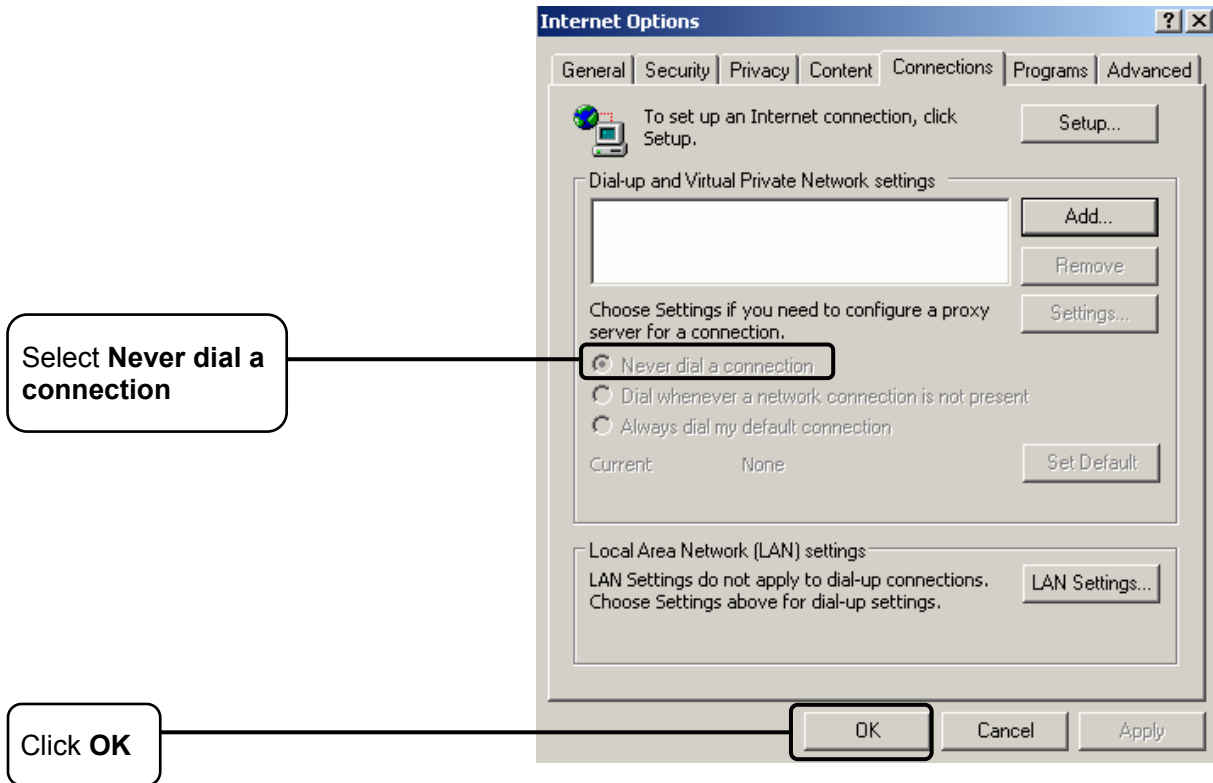 Internet Options
General Security Privacy Content Connections Programs Advanced
To set up an Internet connection, click
Setup.
Setup...
Dial-up and Virtual Private Network settings
Add...
Remove
Choose Settings if you need to configure a proxy
server for a connection.
Settings...
Select Never dial a
connection
Never dial a connection
Dial whenever a network connection is not present
Always dial my default connection
Current None
Set Default
Local Area Network (LAN) settings
LAN Settings do not apply to dial-up connections.
Choose Settings above for dial-up settings.
LAN Settings...
Click OK
OK Cancel Apply